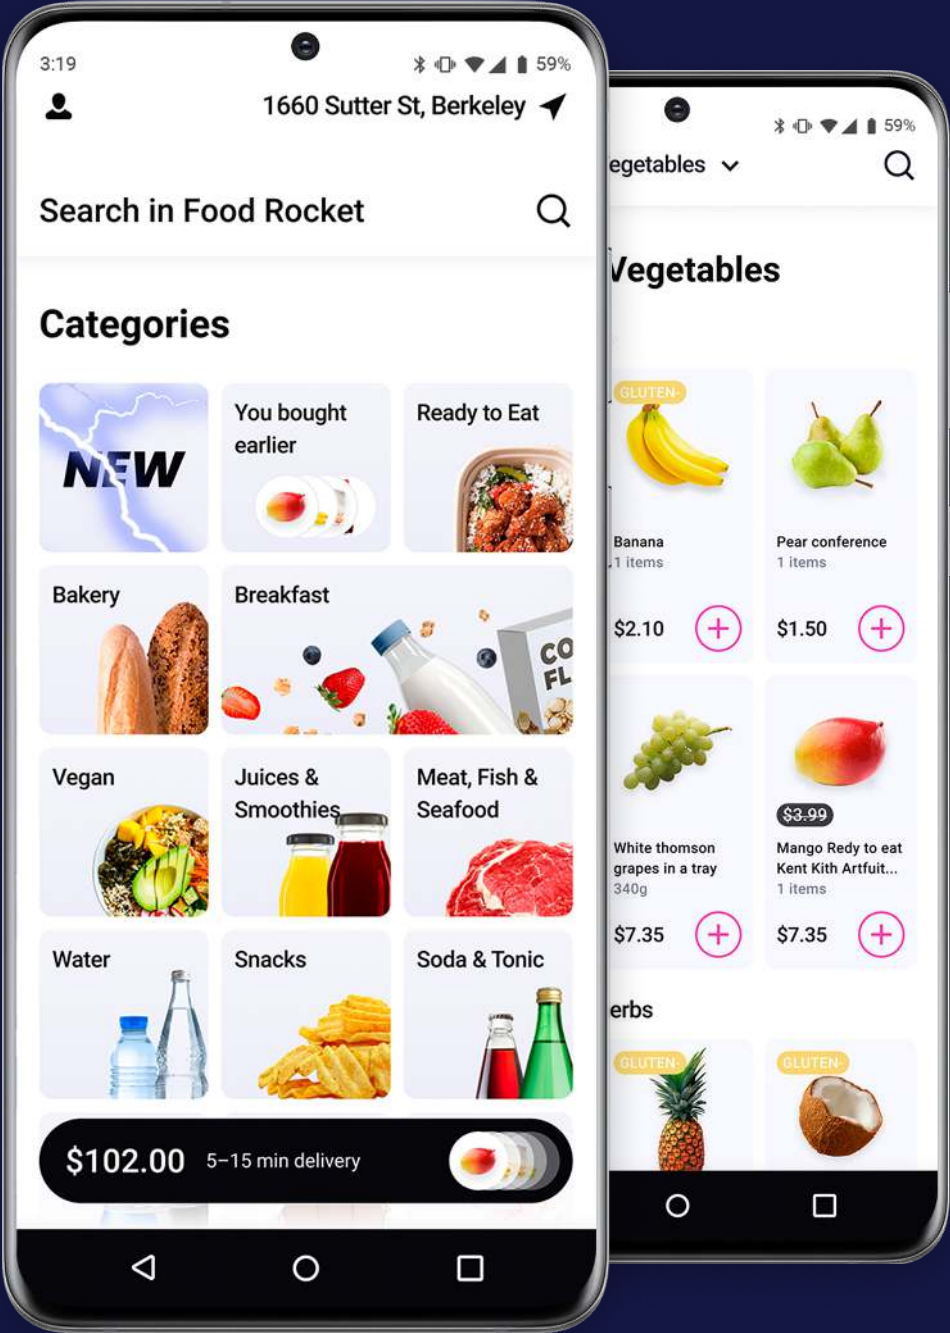 3:19
59%
1660 Sutter St, Berkeley
Search in Food Rocket
Categories
NEW
You bought
earlier
Ready to Eat
Bakery
Breakfast
CO
FL
Vegan
Juices &
Smoothies
Meat, Fish &
Seafood
Water
Snacks
Soda & Tonic
$102.00
5–15 min delivery
59%
egetables
Vegetables
GLUTEN-
Banana
1 items
$2.10
Pear conference
1 items
$1.50
White thomson
grapes in a tray
340g
$7.35
$3.99
Mango Redy to eat
Kent Kith Artfuit...
1 items
$7.35
erbs
GLUTEN-
GLUTEN-